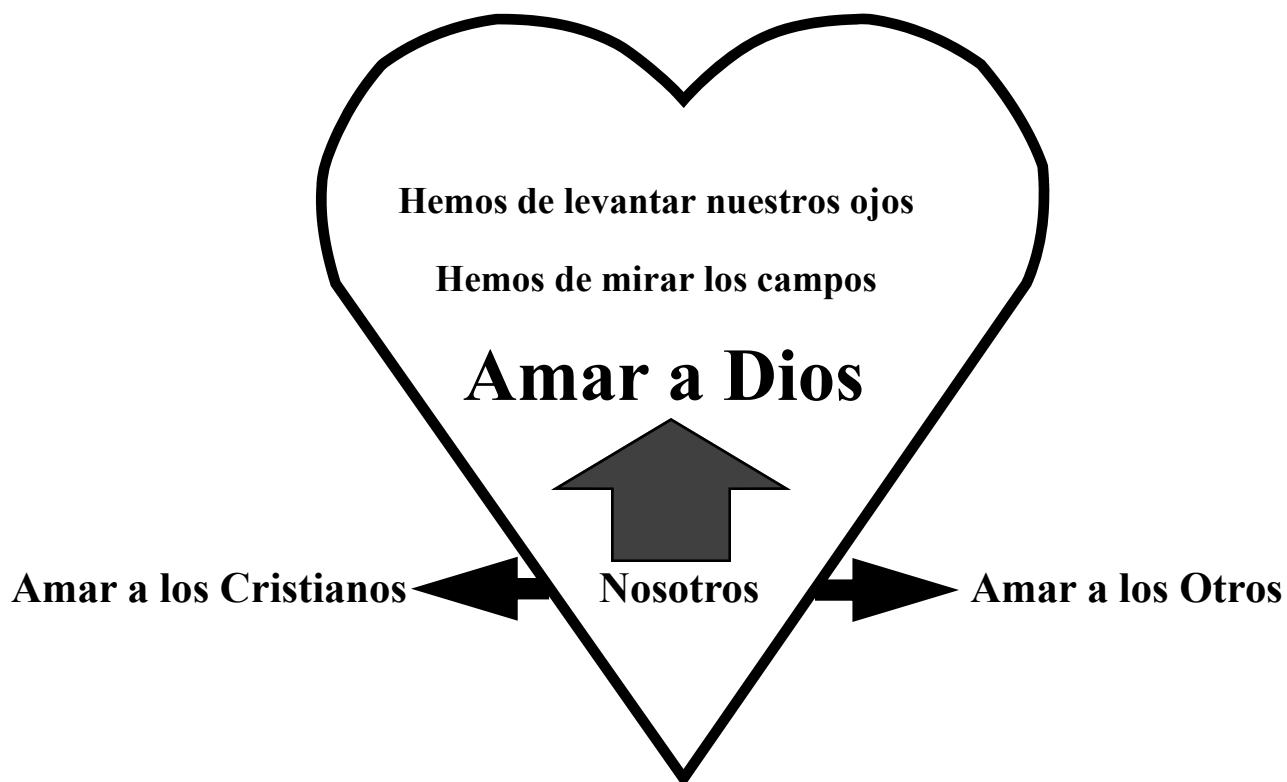 Hemos de levantar nuestros ojos
Hemos de mirar los campos
Amar a Dios
Amar a los Cristianos
Nosotros
Amar a los Otros